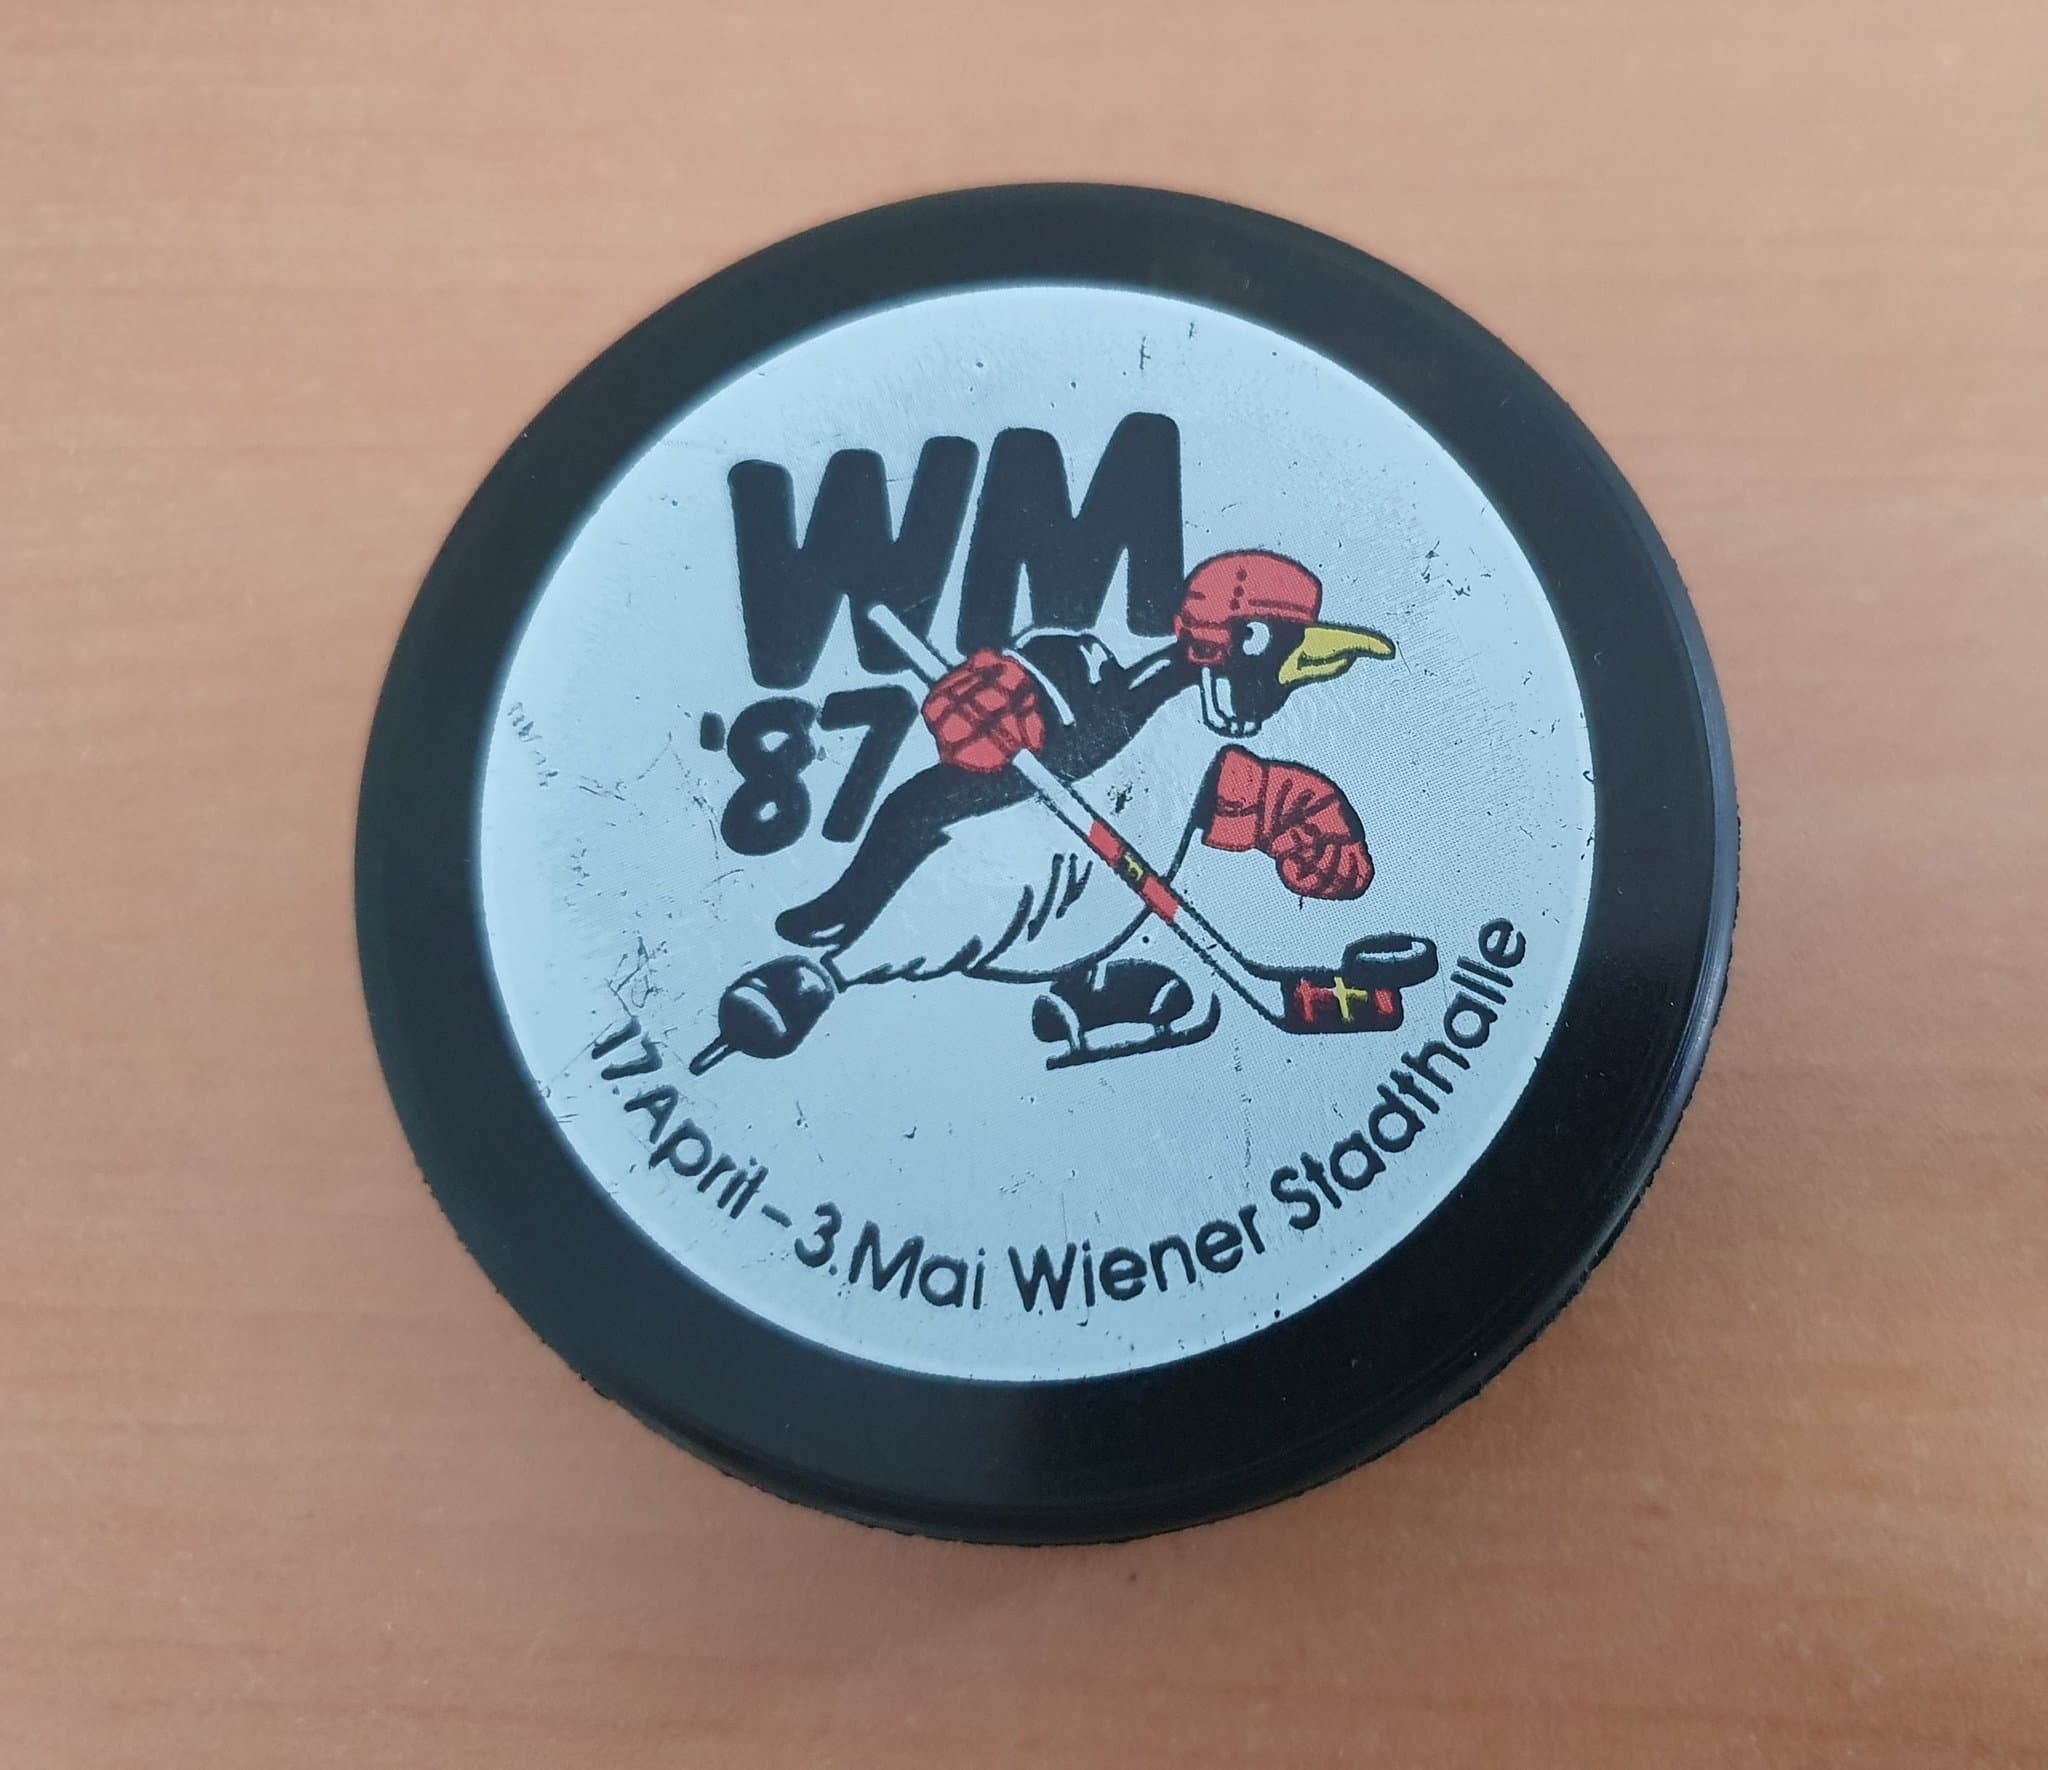 WM
'87
17. April - 3. Mai Wiener Stadthalle